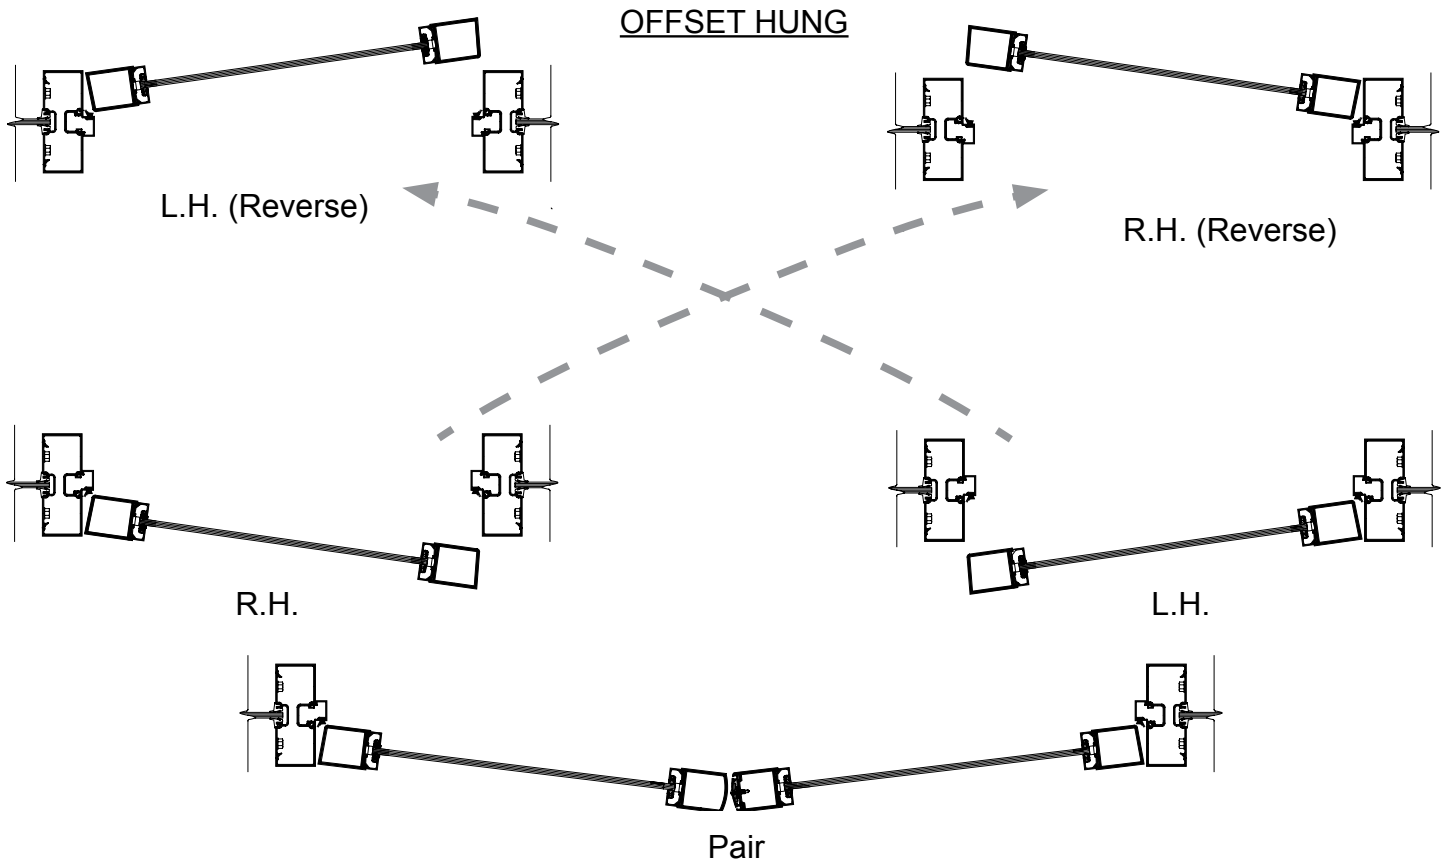 OFFSET HUNG
L.H. (Reverse)
R.H. (Reverse)
R.H.
L.H.
Pair